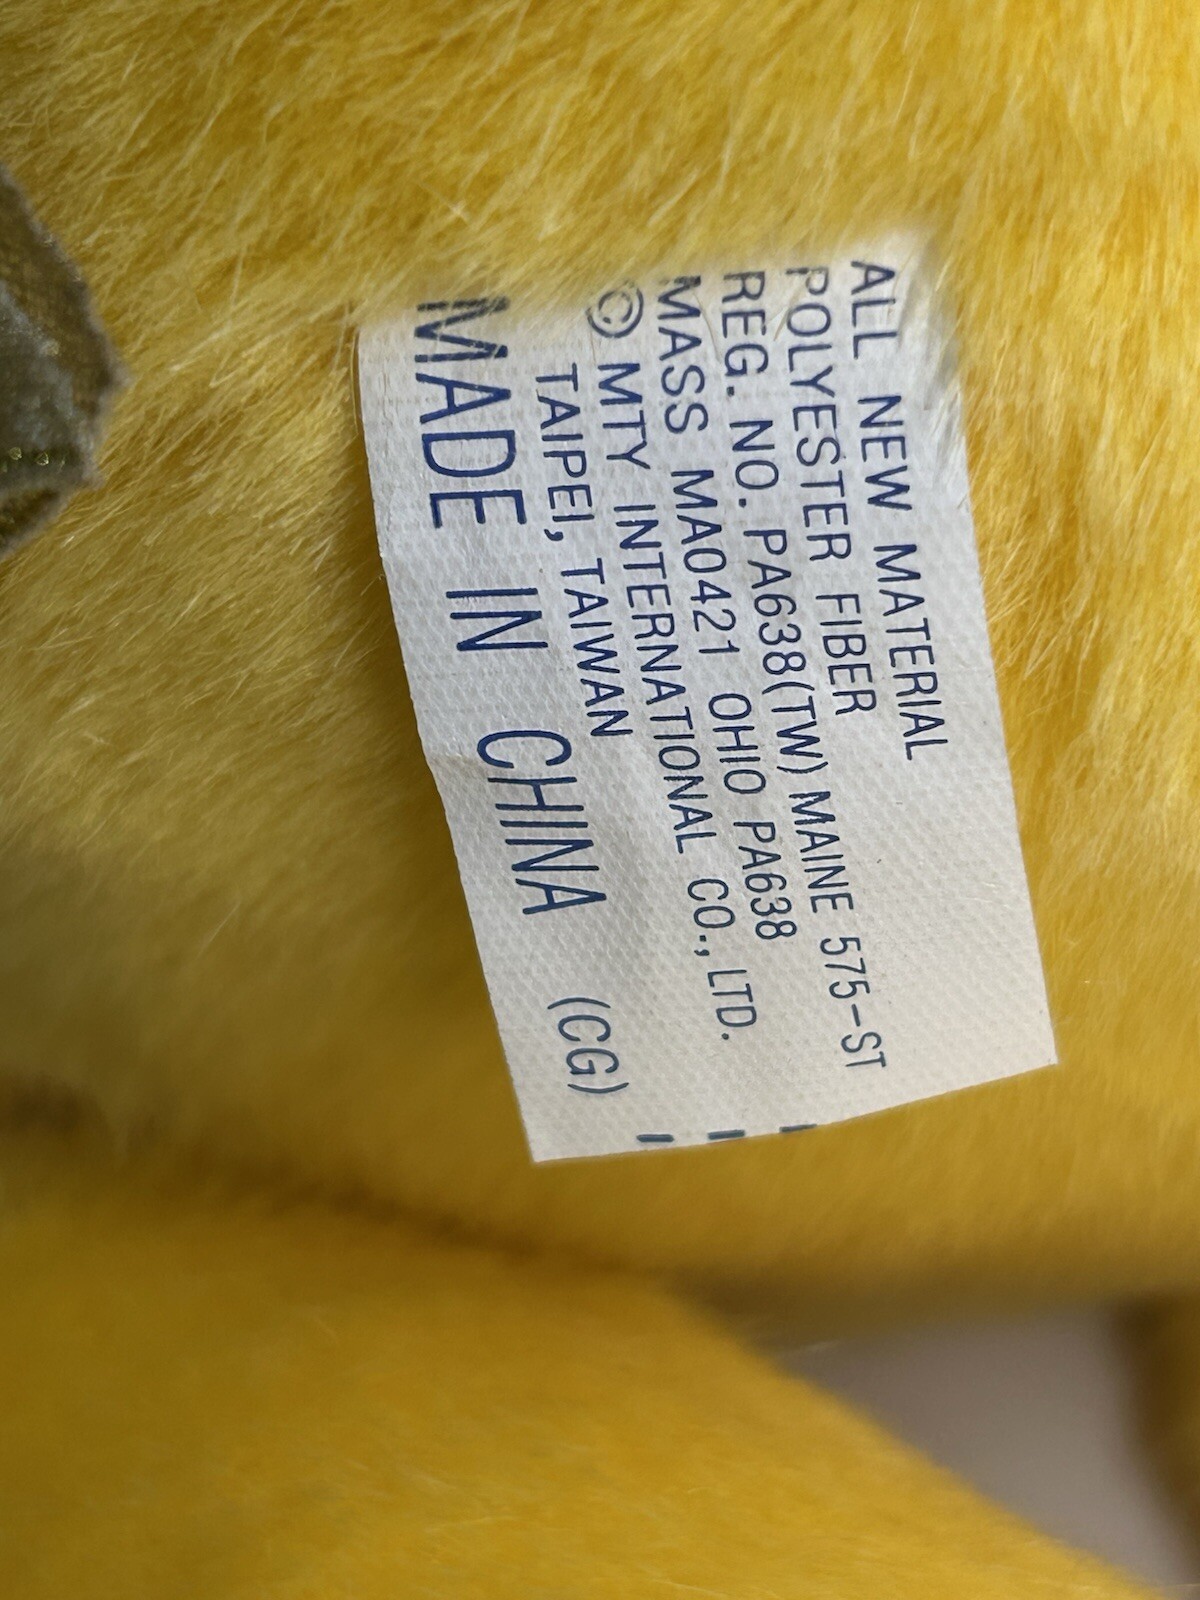 ALL NEW MATERIAL
POLYESTER FIBER
REG. NO. PA638(TW) MAINE 575-ST
MASS MA0421 OHIO PA638
© MTY INTERNATIONAL CO., LTD.
TAIPEI, TAIWAN
MADE IN CHINA (CG)